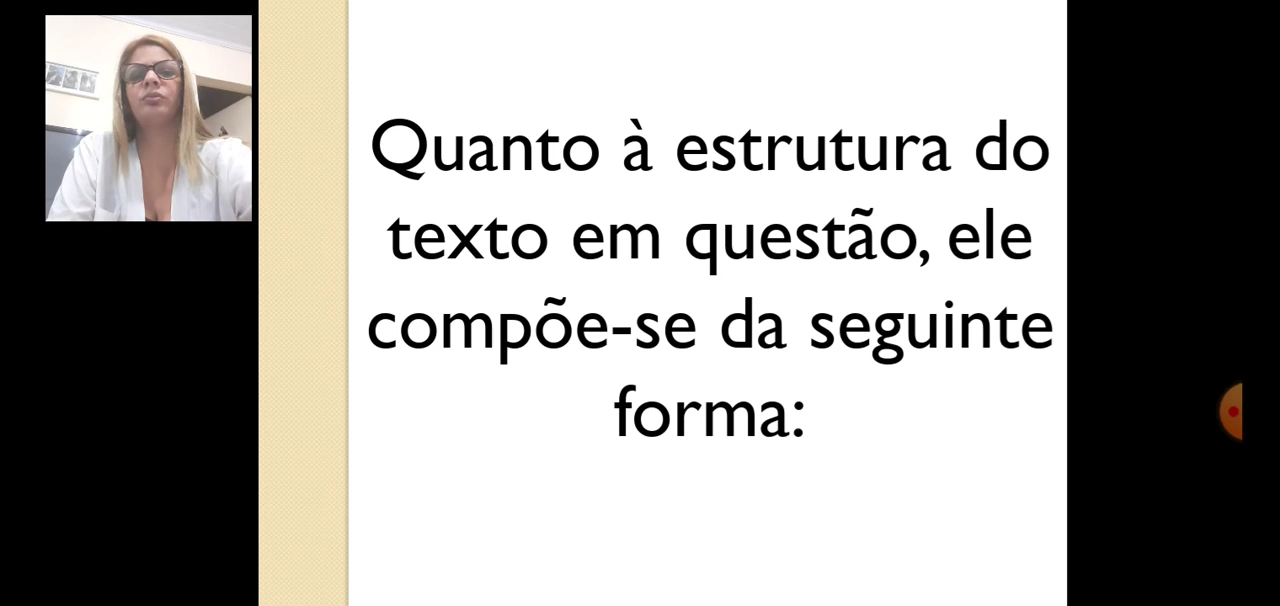 Quanto à estrutura do
texto em questão, ele
compõe-se da seguinte
forma: